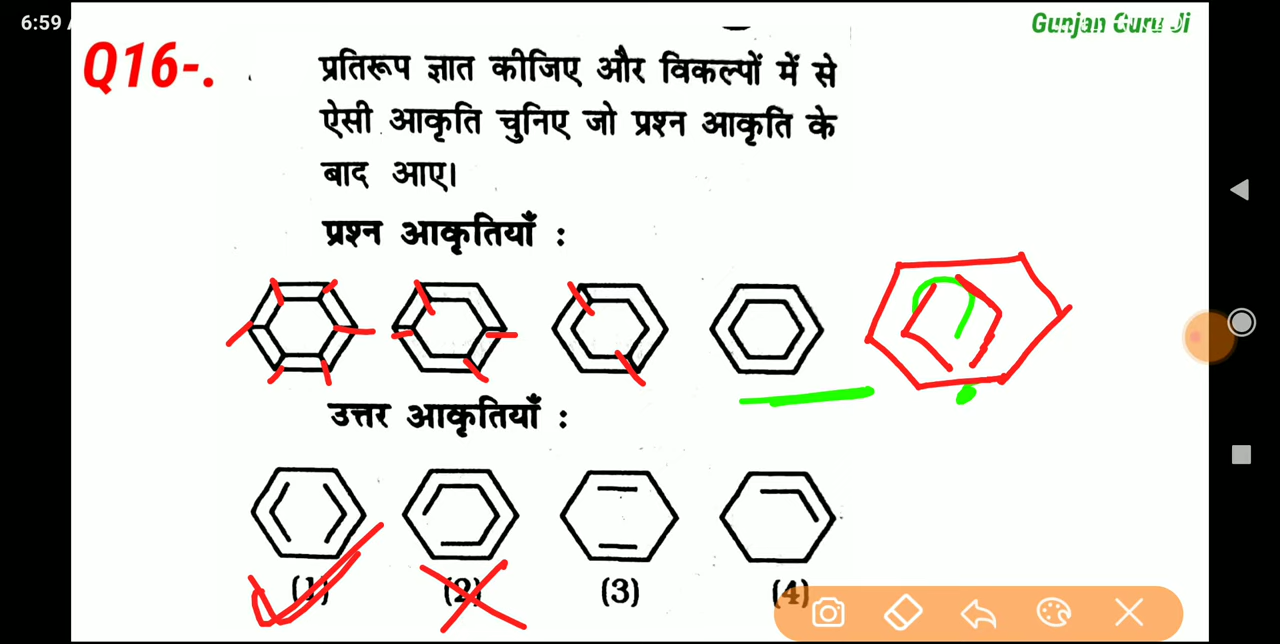 6:59
Gunjan Guru Ji
Q16-.
प्रतिरूप ज्ञात कीजिए और विकल्पों में से
ऐसी आकृति चुनिए जो प्रश्न आकृति के
बाद आए।
प्रश्न आकृतियाँ :
उत्तर आकृतियाँ :
(1) (2) (3) (4)